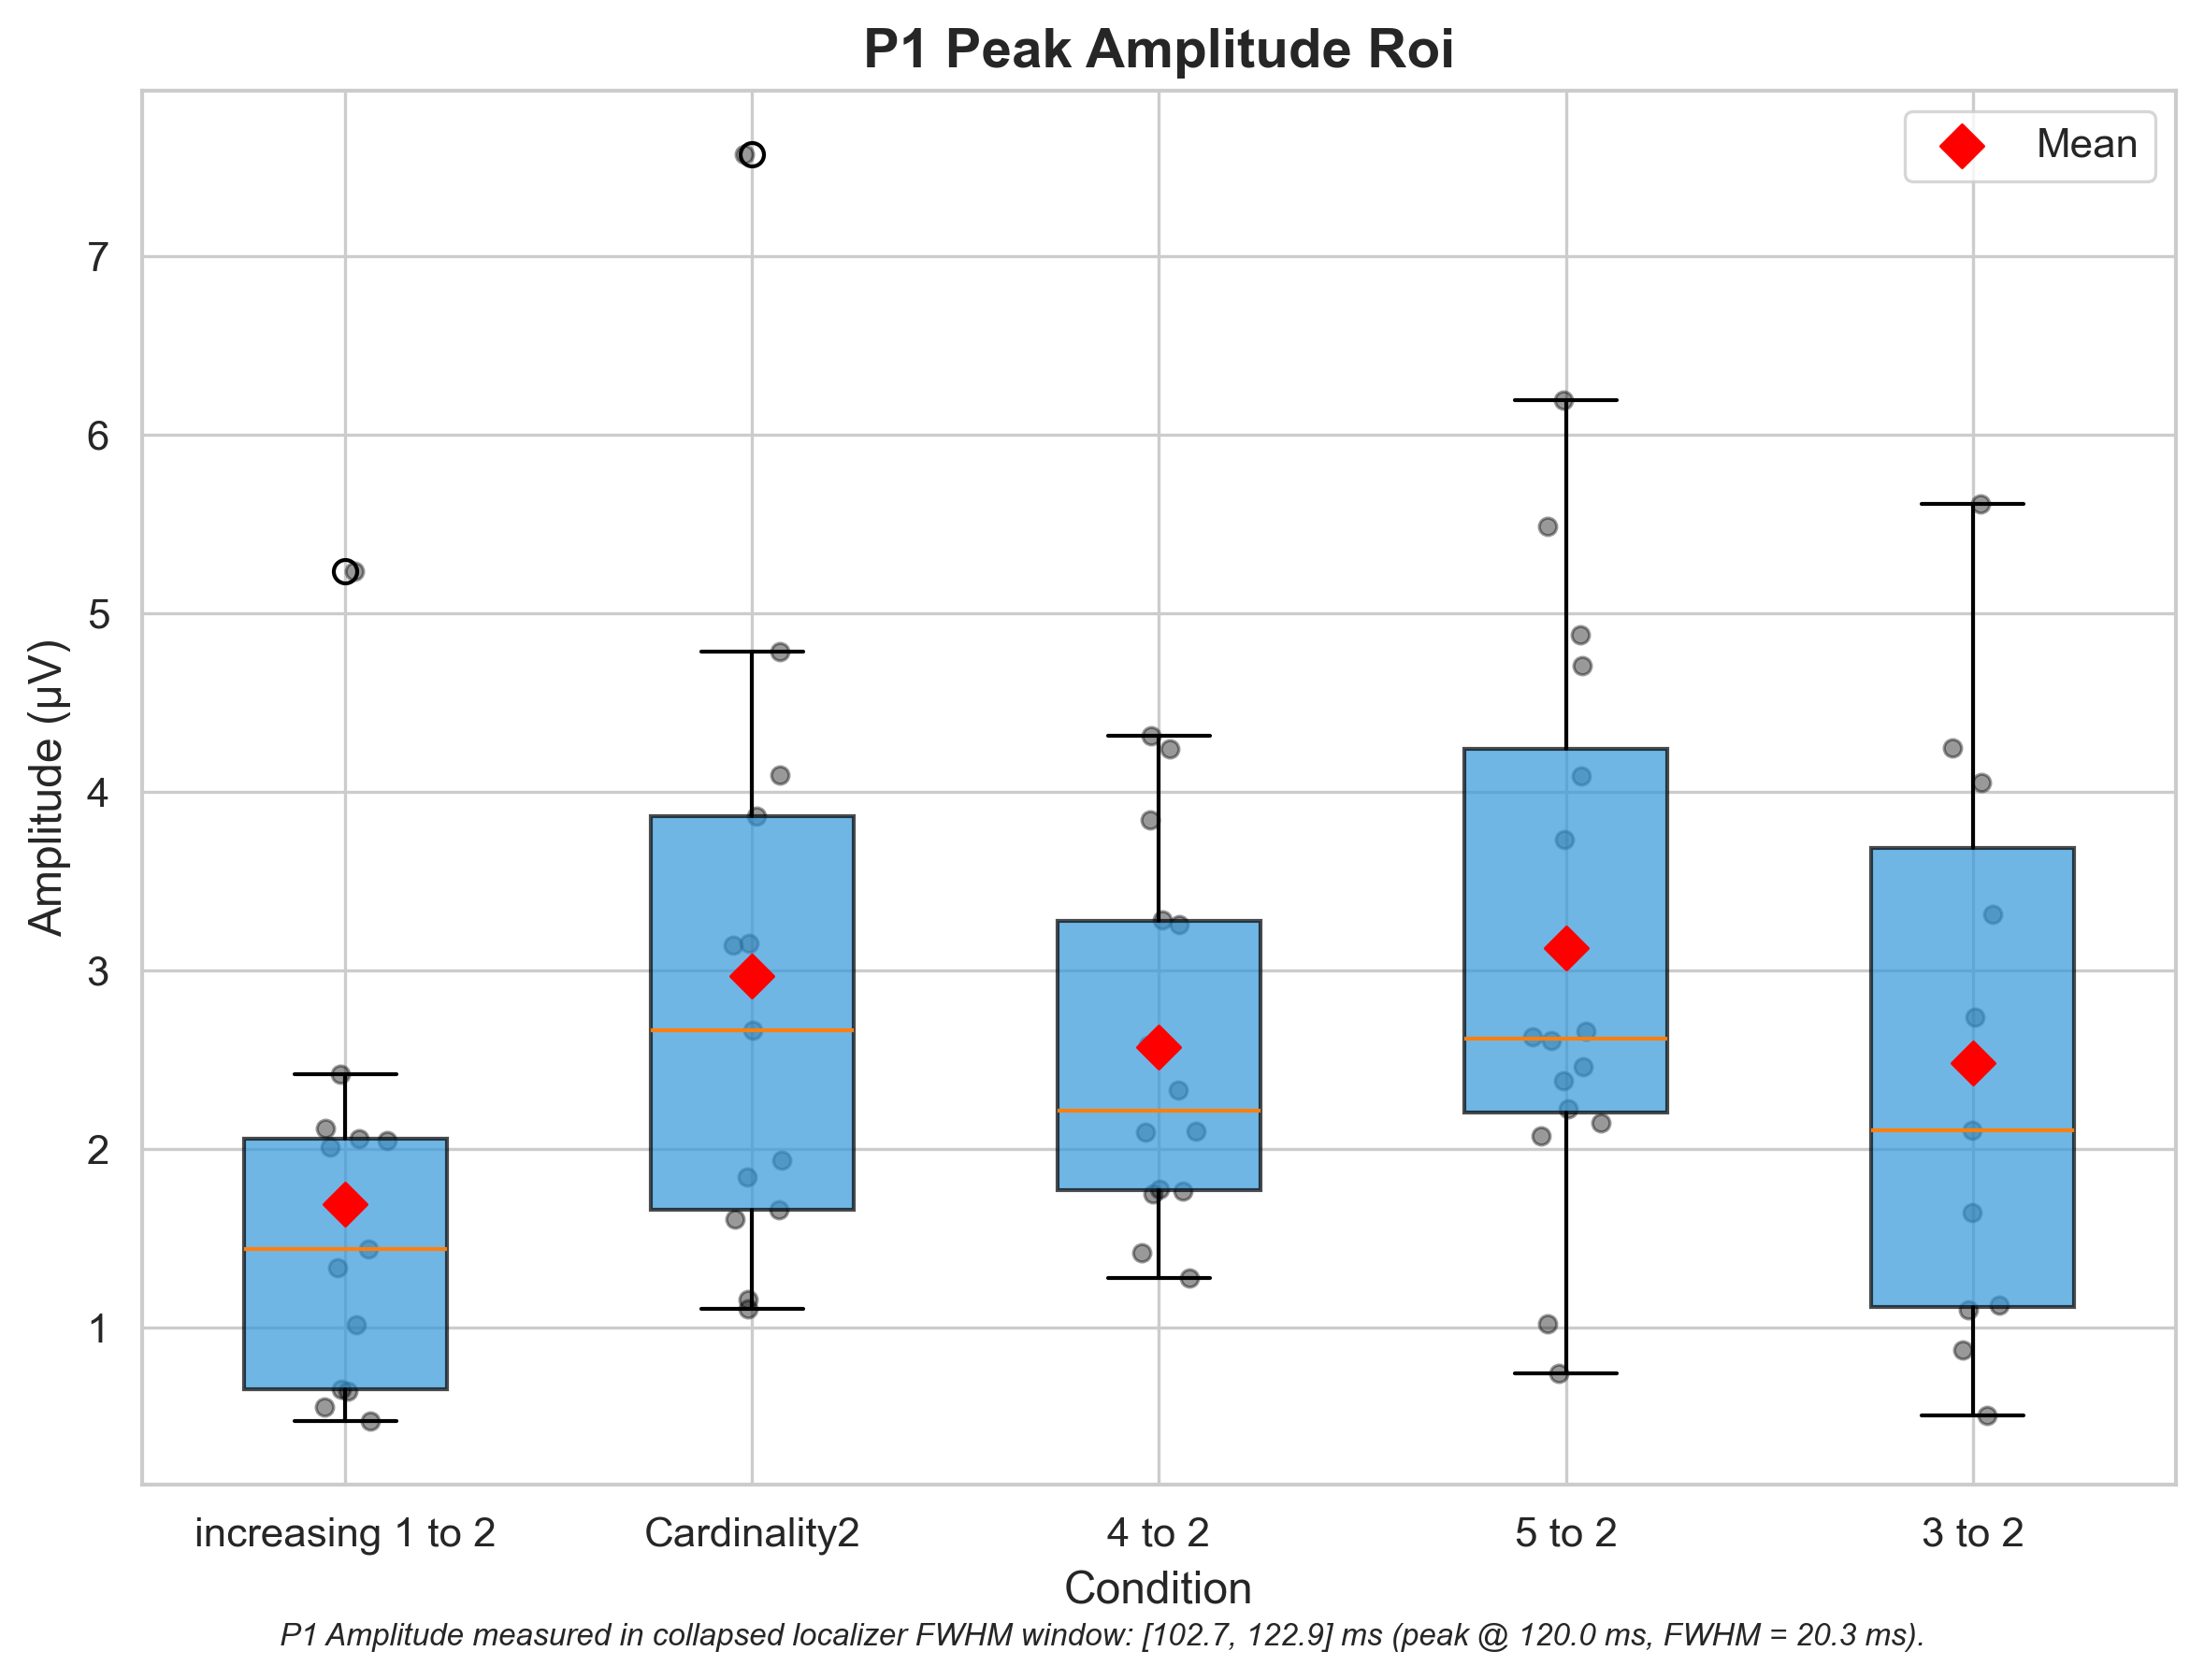 P1 Peak Amplitude Roi
Mean
7
6
5
4
3
2
1
Amplitude (µV)
increasing 1 to 2
Cardinality2
4 to 2
5 to 2
3 to 2
Condition
P1 Amplitude measured in collapsed localizer FWHM window: [102.7, 122.9] ms (peak @ 120.0 ms, FWHM = 20.3 ms).